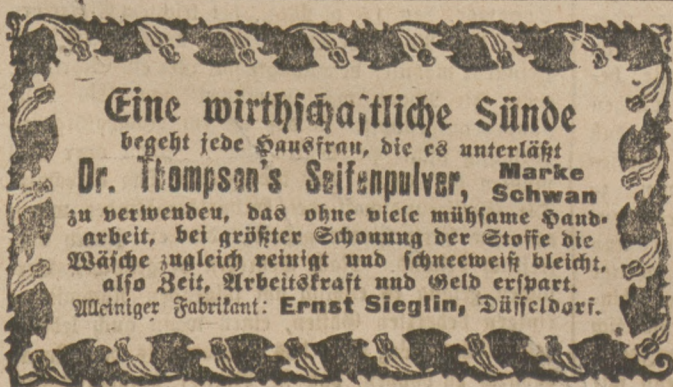 Eine wirthschaftliche Sünde
begeht jede Hausfrau, die es unterläßt
Dr. Thompson's Seifenpulver, Marke Schwan
zu verwenden, das ohne viele mühsame Hand-
arbeit, bei größter Schonung der Stoffe die
Wäsche zugleich reinigt und schneeweiß bleicht,
also Zeit, Arbeitskraft und Geld erspart.
Alleiniger Fabrikant: Ernst Sieglin, Düsseldorf.